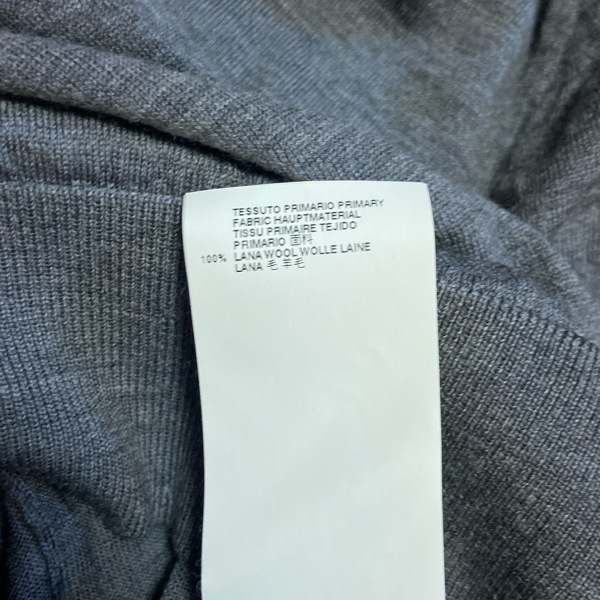 TESSUTO PRIMARIO PRIMARY
FABRIC HAUPTMATERIAL
TISSU PRIMAIRE TEJIDO
PRIMARIO 面料
100% LANA WOOL WOLLE LAINE
LANA 毛 羊毛